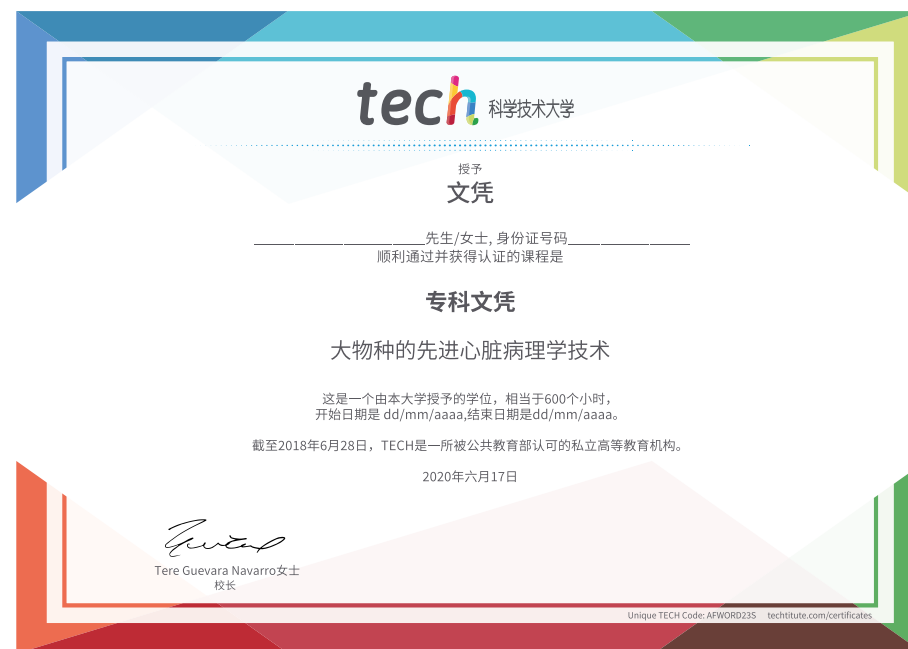 tech 科学技术大学
授予
文凭
先生/女士, 身份证号码
顺利通过并获得认证的课程是
专科文凭
大物种的先进心脏病理学技术
这是一个由本大学授予的学位，相当于600个小时，
开始日期是 dd/mm/aaaa,结束日期是dd/mm/aaaa。
截至2018年6月28日，TECH是一所被公共教育部认可的私立高等教育机构。
2020年六月17日
Tere Guevara Navarro女士
校长
Unique TECH Code: AFWORD23S techtitute.com/certificates